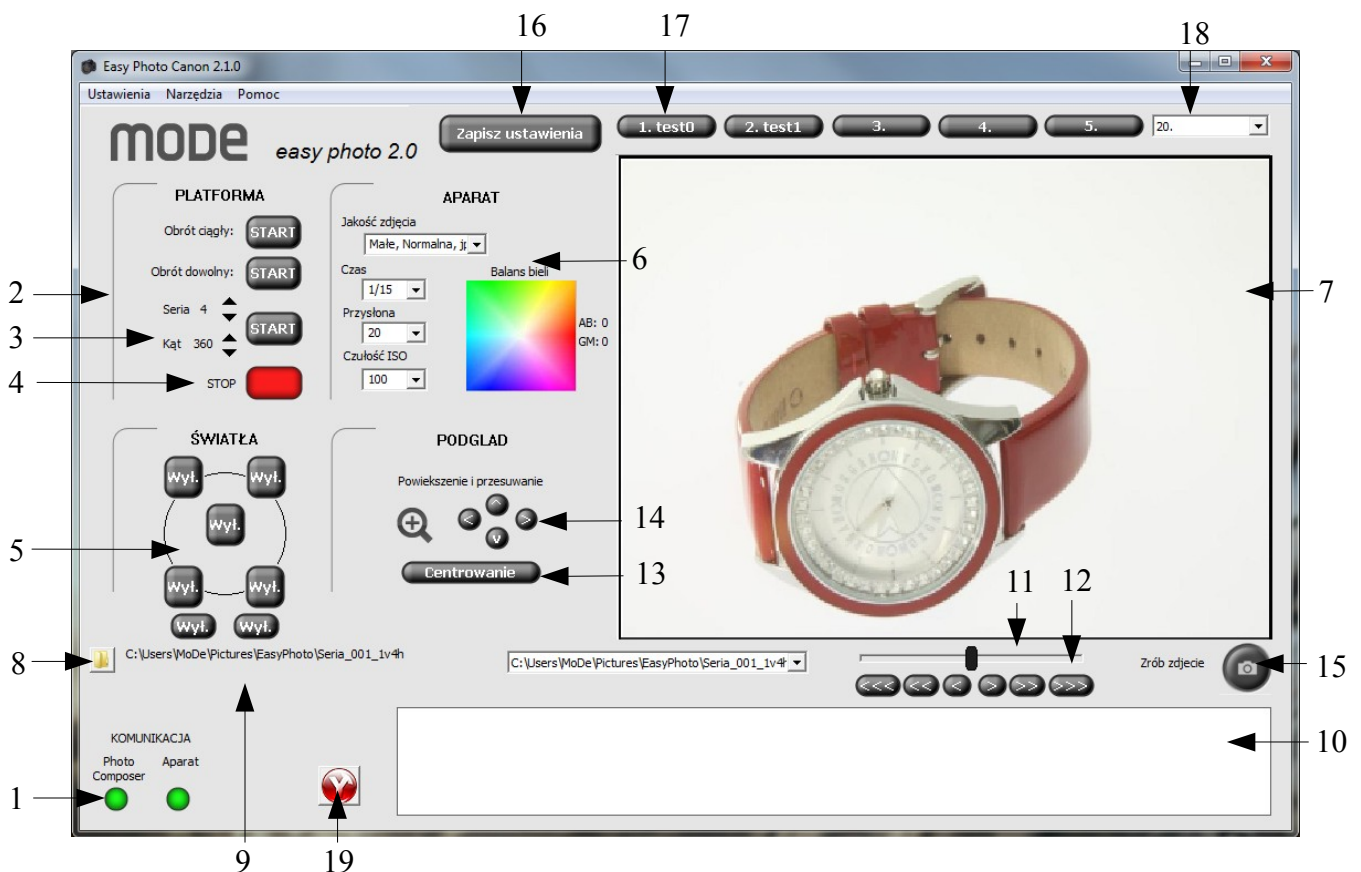 16
17
18
Easy Photo Canon 2.1.0
Ustawienia Narzędzia Pomoc
MODE easy photo 2.0
Zapisz ustawienia
1. test0
2. test1
3.
4.
5.
20.
PLATFORMA
Obrót ciągły: START
Obrót dowolny: START
Seria 4
START
Kąt 360
STOP
2
3
4
APARAT
Jakość zdjęcia
Małe, Normalna,
Czas
1/15
Przysłona
20
Czułość ISO
100
Balans bieli
AB: 0
GM: 0
6
7
ŚWIATŁA
Wył. Wył.
Wył.
Wył. Wył.
Wył. Wył.
5
PODGLAD
Powiekszenie i przesuwanie
< ^ > v
14
Centrowanie
13
11
12
8
C:\Users\MoDe\Pictures\EasyPhoto\Seria_001_1v4h
C:\Users\MoDe\Pictures\EasyPhoto\Seria_001_1v4h
<<< << < > >> >>>
Zrób zdjecie
15
10
KOMUNIKACJA
Photo Composer
Aparat
1
9
19